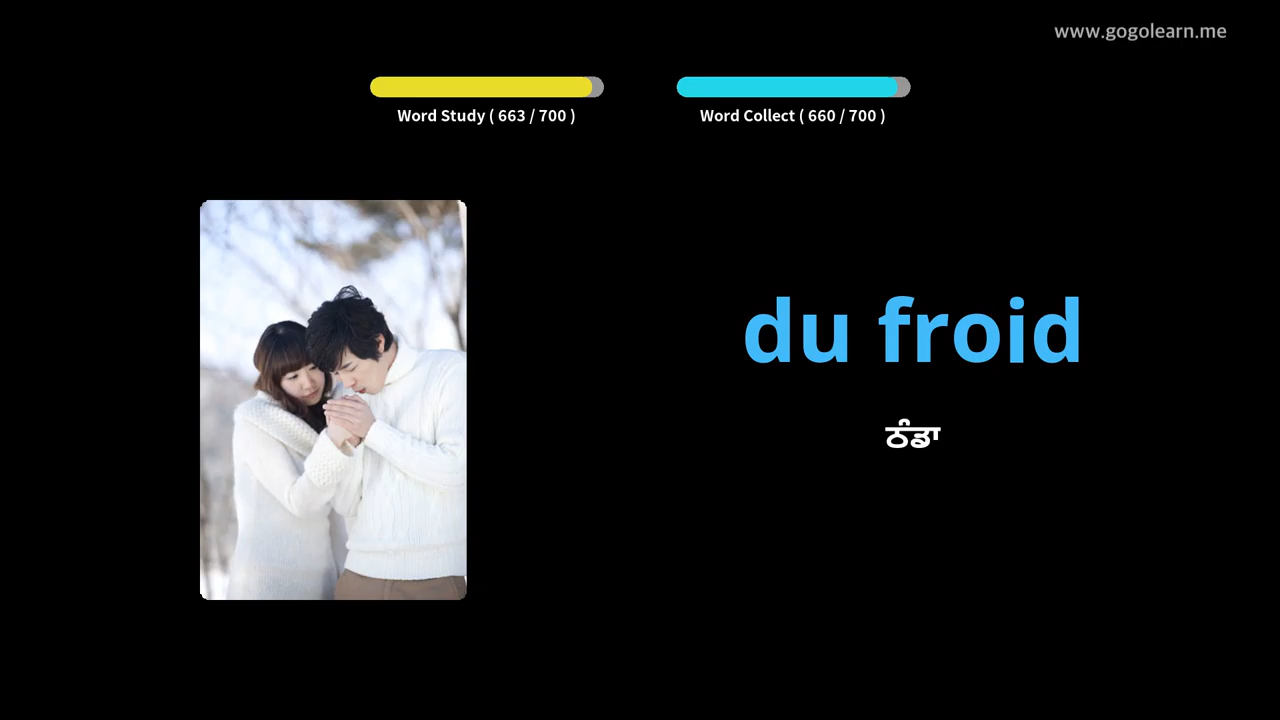 www.gogolearn.me
Word Study ( 663 / 700 )
Word Collect ( 660 / 700 )
du froid
ਠੰਡਾ